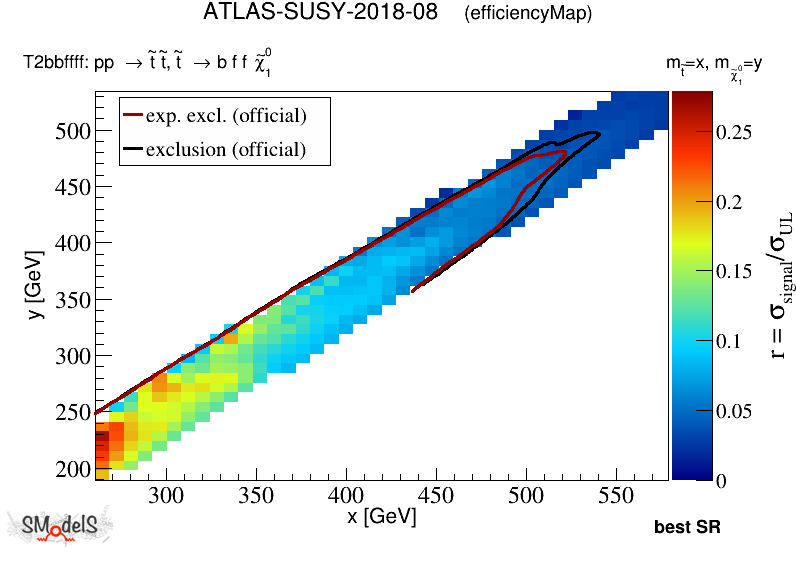 ATLAS-SUSY-2018-08 (efficiencyMap)
T2bbffff: pp → t̃ t̃, t̃ → b f f χ̃⁰₁ m_t̃=x, m_χ̃⁰₁=y
exp. excl. (official)
exclusion (official)
500
450
400
350
300
250
200
y [GeV]
300 350 400 450 500 550
x [GeV]
0.25
0.2
0.15
0.1
0.05
0
r = σ_signal/σ_UL
SModelS
best SR